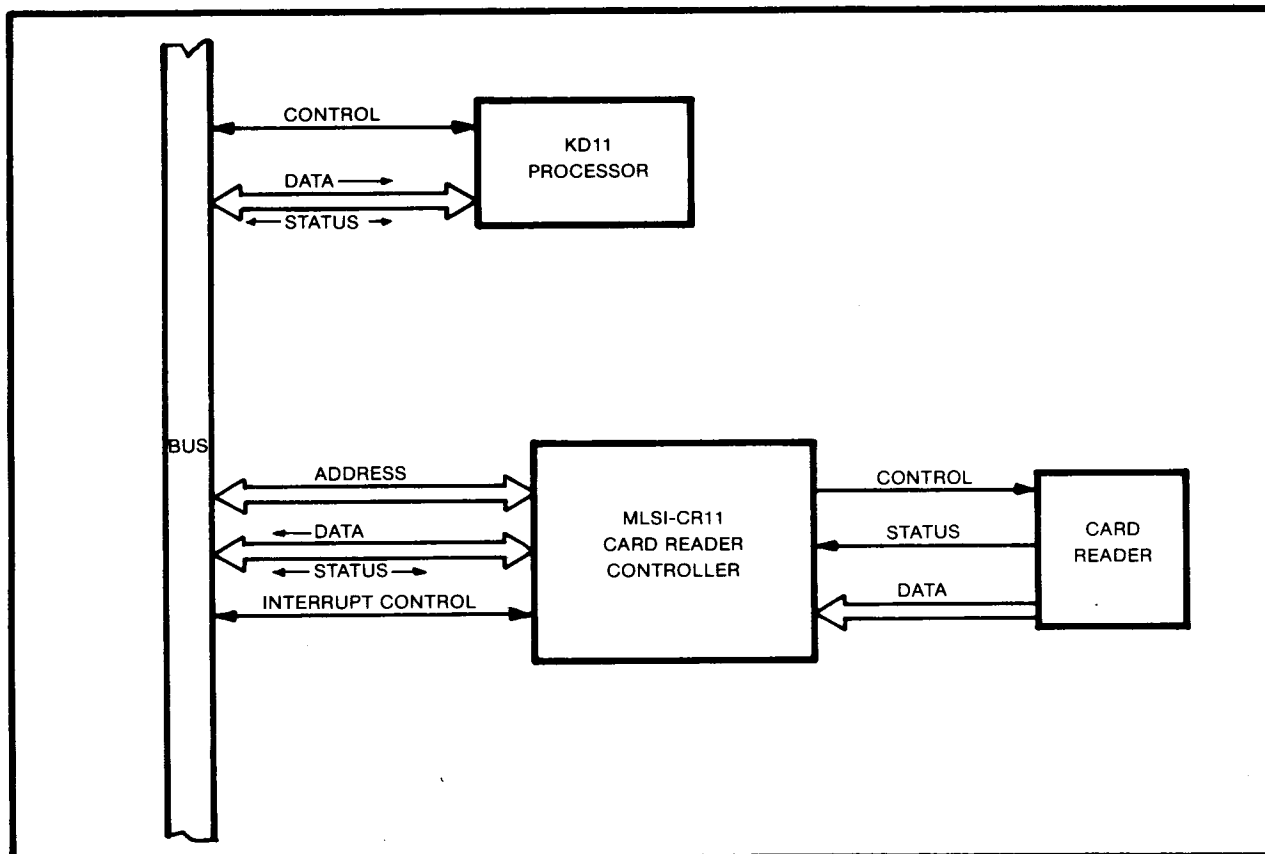 CONTROL
KD11
PROCESSOR
DATA
STATUS
BUS
ADDRESS
DATA
STATUS
INTERRUPT CONTROL
MLSI-CR11
CARD READER
CONTROLLER
CONTROL
STATUS
DATA
CARD
READER